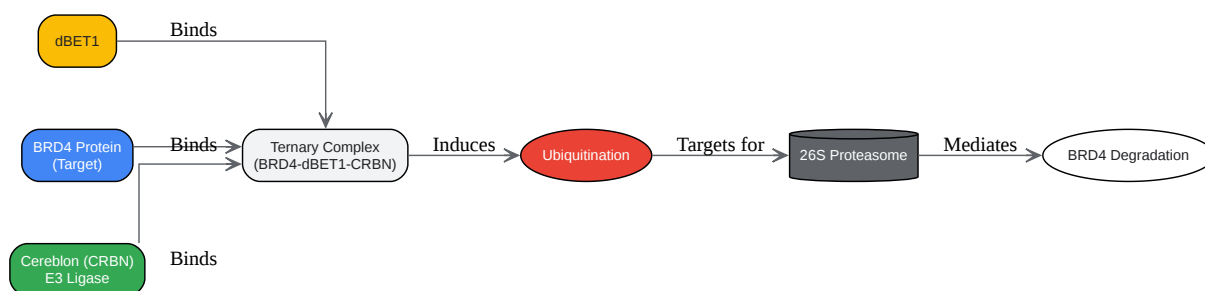 dBET1
Binds
BRD4 Protein
(Target)
Binds
Ternary Complex
(BRD4-dBET1-CRBN)
Induces
Ubiquitination
Targets for
26S Proteasome
Mediates
BRD4 Degradation
Cereblon (CRBN)
E3 Ligase
Binds